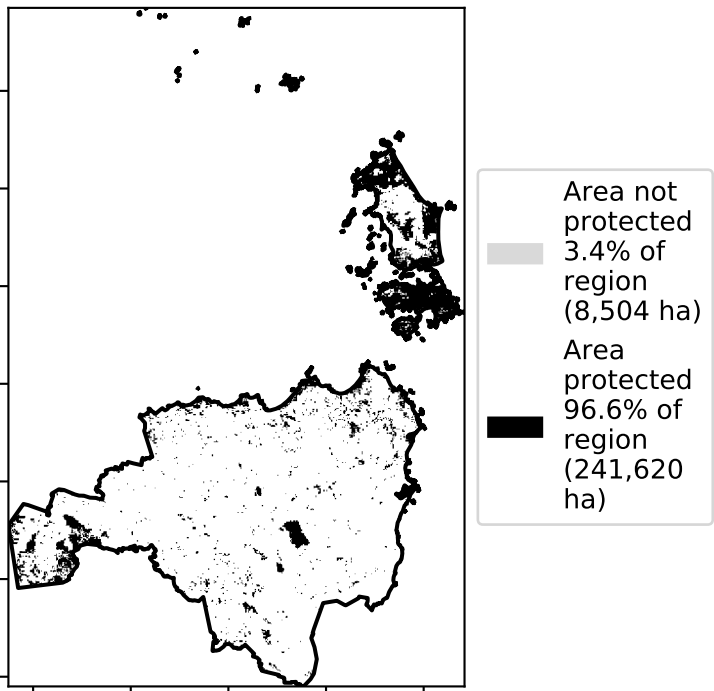 Area not
protected
3.4% of
region
(8,504 ha)
Area
protected
96.6% of
region
(241,620
ha)